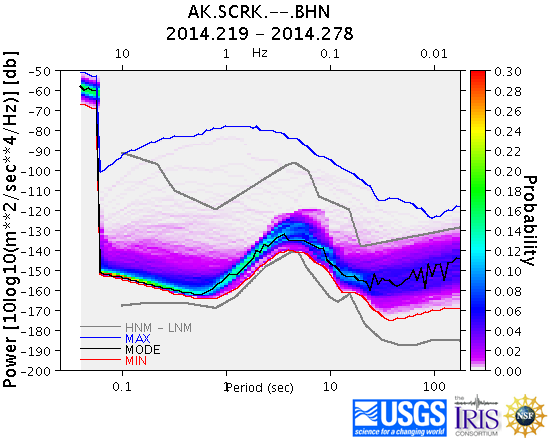 AK.SCRK.--.BHN
2014.219 - 2014.278
10 1 Hz 0.1 0.01
Power [10log10(m**2/sec**4/Hz)] [db]
-50
-60
-70
-80
-90
-100
-110
-120
-130
-140
-150
-160
-170
-180
-190
-200
HNM - LNM
MAX
MODE
MIN
0.1 1 Period (sec) 10 100
0.30
0.28
0.26
0.24
0.22
0.20
0.18
0.16
0.14
0.12
0.10
0.08
0.06
0.04
0.02
0.00
Probability
USGS
science for a changing world
the
IRIS
CONSORTIUM
NSF